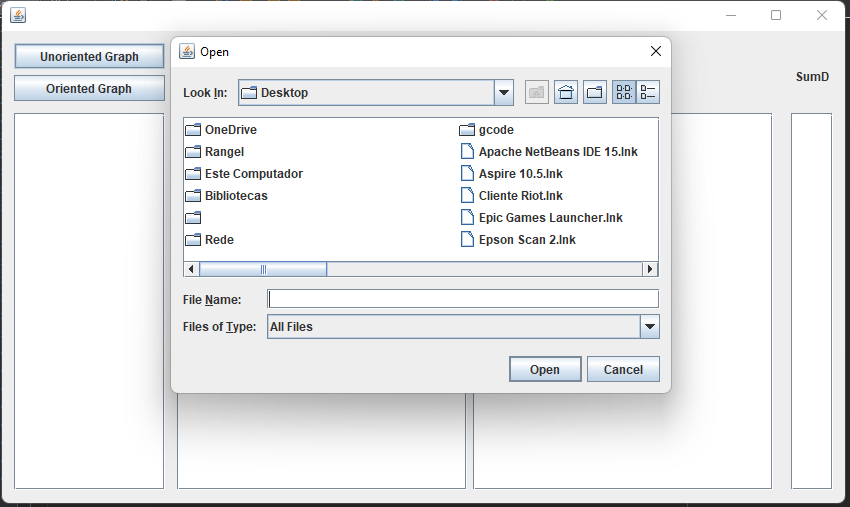 Unoriented Graph
Oriented Graph
SumD
Open
Look In:
Desktop
OneDrive
Rangel
Este Computador
Bibliotecas
Rede
gcode
Apache NetBeans IDE 15.lnk
Aspire 10.5.lnk
Cliente Riot.lnk
Epic Games Launcher.lnk
Epson Scan 2.lnk
File Name:
Files of Type:
All Files
Open
Cancel